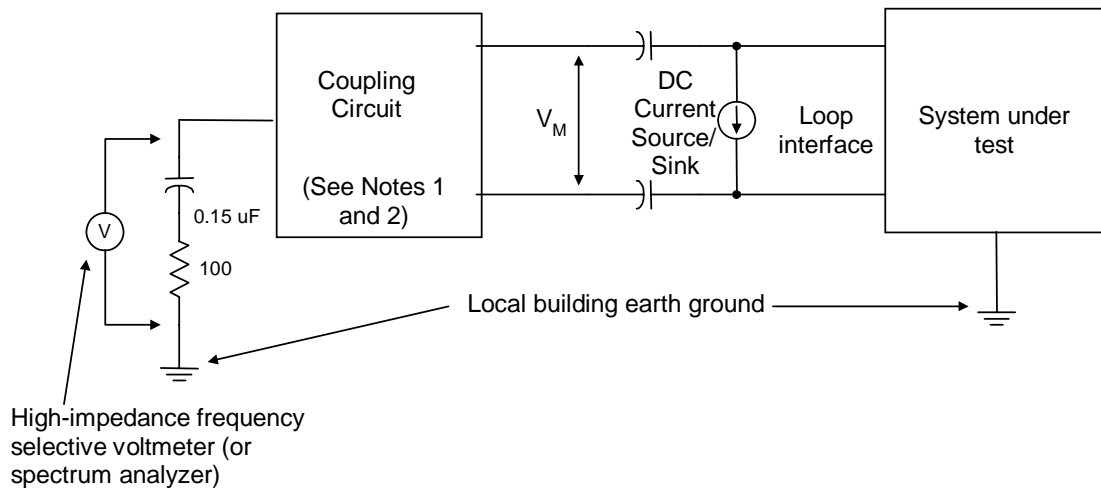 Coupling
Circuit
(See Notes 1
and 2)
V
0.15 uF
100
VM
DC
Current
Source/
Sink
Loop
interface
System under
test
Local building earth ground
High-impedance frequency
selective voltmeter (or
spectrum analyzer)